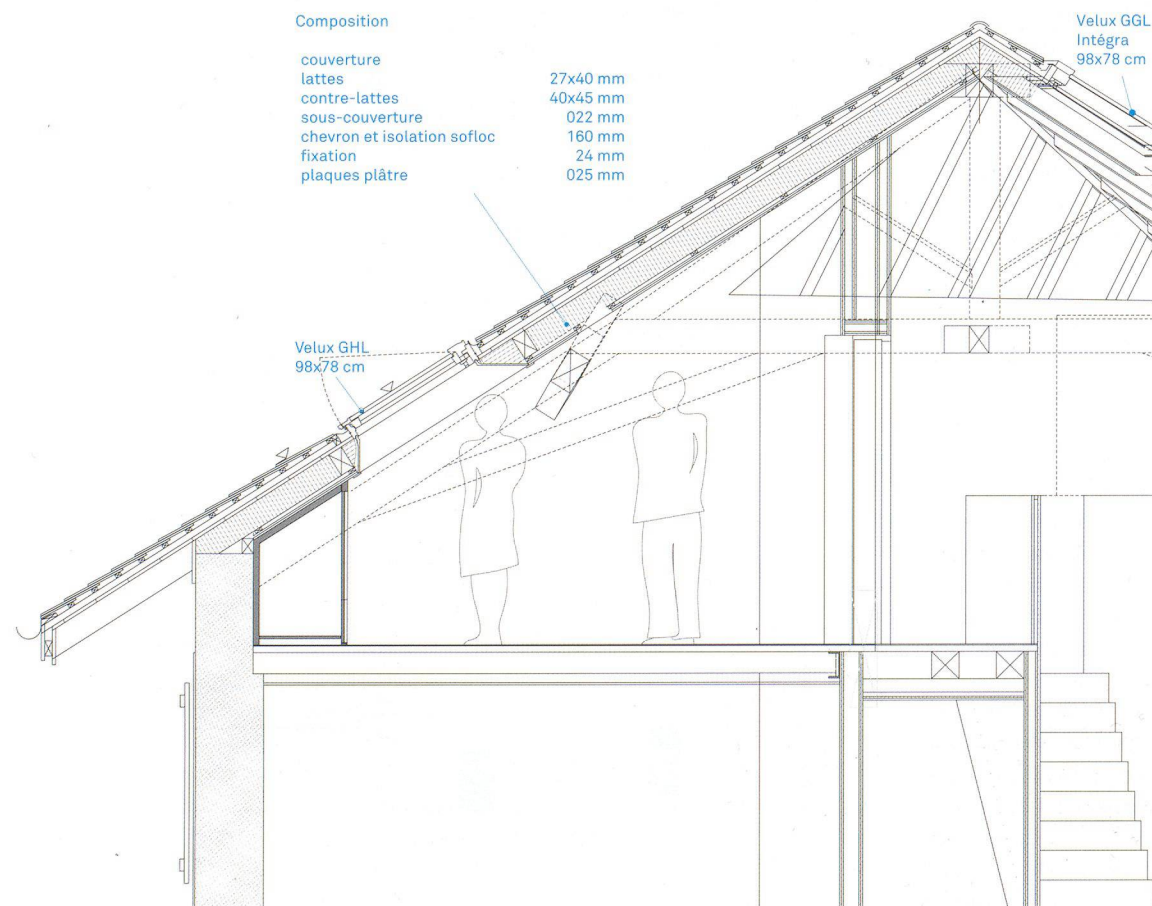 Composition
couverture
lattes 27x40 mm
contre-lattes 40x45 mm
sous-couverture 022 mm
chevron et isolation sofloc 160 mm
fixation 24 mm
plaques plâtre 025 mm
Velux GGL
Intégra
98x78 cm
Velux GHL
98x78 cm